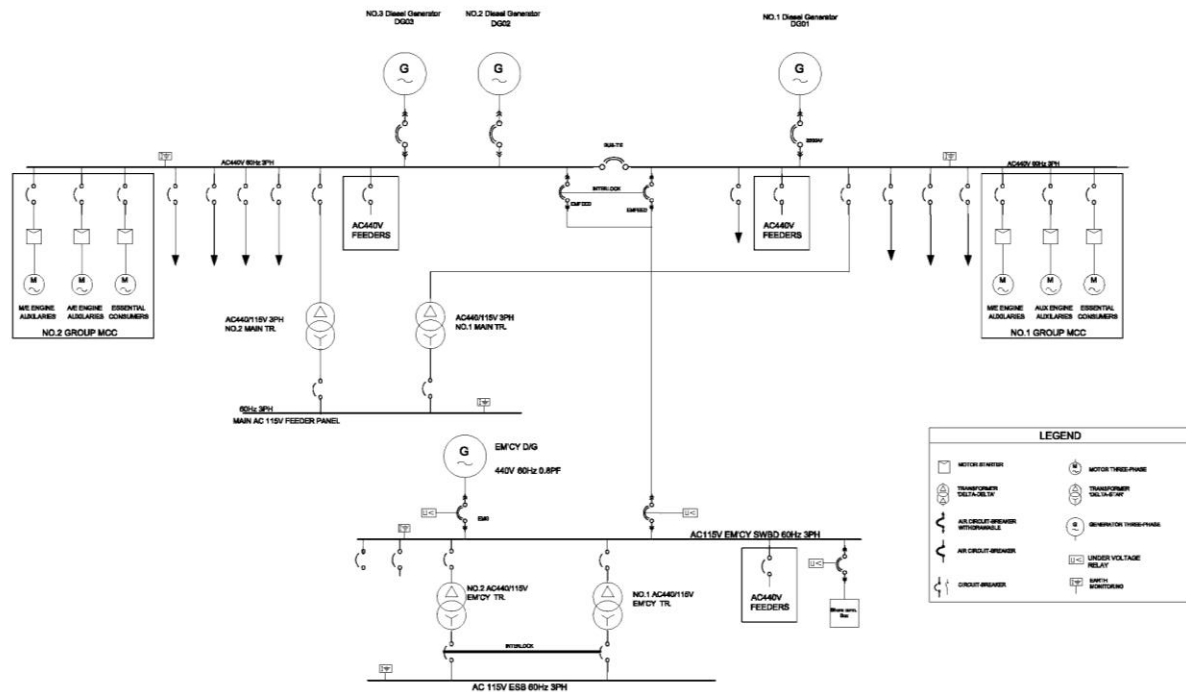 NO.3 Diesel Generator
DG03
NO.2 Diesel Generator
DG02
NO.1 Diesel Generator
DG01
G
G
G
BUS-TIE
AC440V 60Hz 3PH
AC440V 60Hz 3PH
INTERLOCK
EMFEED
EMFEED
AC440V
FEEDERS
AC440V
FEEDERS
M
M
M
M/E ENGINE
AUXILARIES
A/E ENGINE
AUXILARIES
ESSENTIAL
CONSUMERS
NO.2 GROUP MCC
M
M
M
M/E ENGINE
AUXILARIES
AUX ENGINE
AUXILARIES
ESSENTIAL
CONSUMERS
NO.1 GROUP MCC
AC440/115V 3PH
NO.2 MAIN TR.
AC440/115V 3PH
NO.1 MAIN TR.
60Hz 3PH
MAIN AC 115V FEEDER PANEL
G
EM'CY D/G
440V 60Hz 0.8PF
U<
U<
AC115V EM'CY SWBD 60Hz 3PH
NO.2 AC440/115V
EM'CY TR.
NO.1 AC440/115V
EM'CY TR.
AC440V
FEEDERS
U<
INTERLOCK
AC 115V ESB 60Hz 3PH
LEGEND
MOTOR STARTER
M
MOTOR THREE-PHASE
TRANSFORMER
'DELTA-DELTA'
TRANSFORMER
'DELTA-STAR'
AIR CIRCUIT-BREAKER
WITHDRAWABLE
G
GENERATOR THREE-PHASE
AIR CIRCUIT-BREAKER
U<
UNDER VOLTAGE
RELAY
CIRCUIT-BREAKER
EARTH
MONITORING